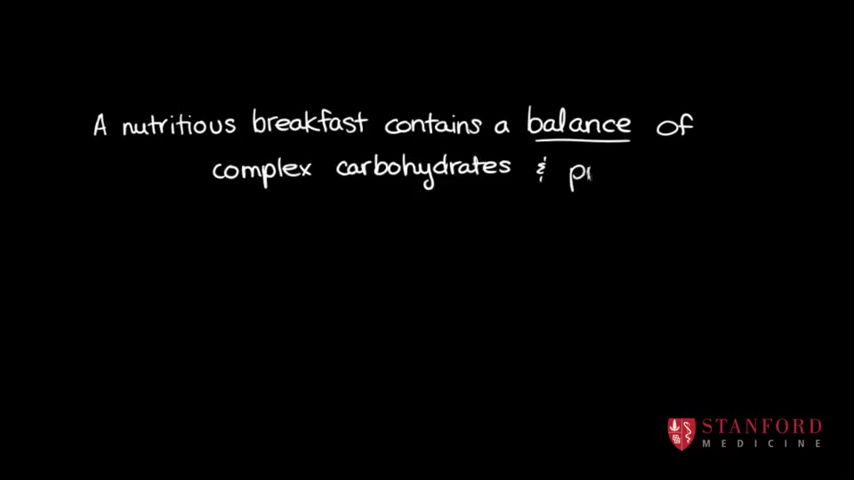 A nutritious breakfast contains a balance of
complex carbohydrates & p
STANFORD
MEDICINE